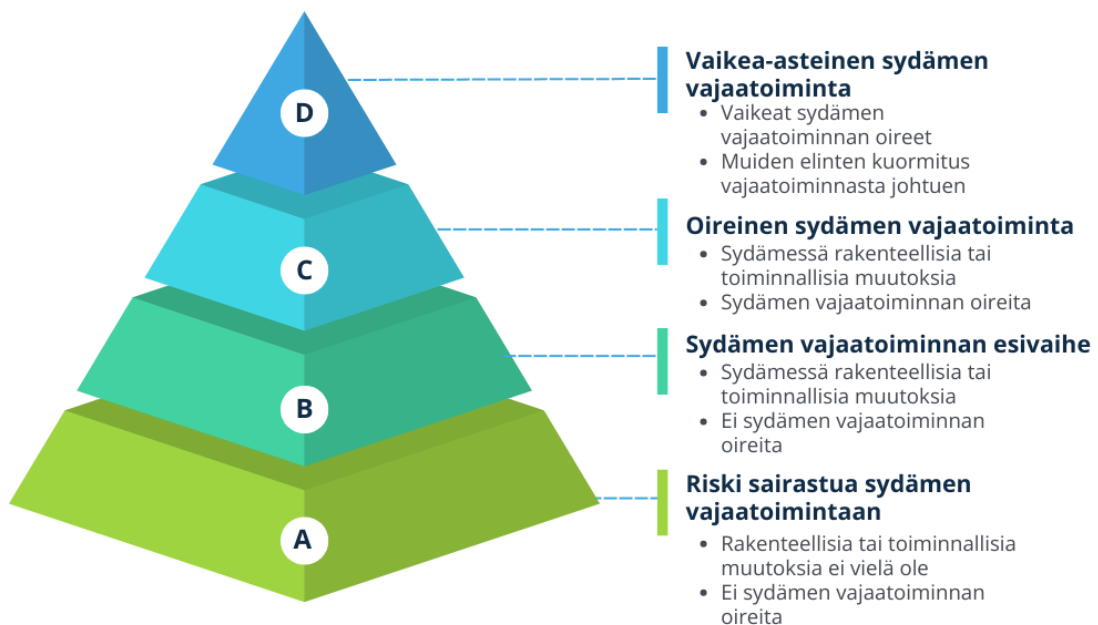 D
Vaikea-asteinen sydämen
vajaatoiminta
• Vaikeat sydämen
vajaatoiminnan oireet
• Muiden elinten kuormitus
vajaatoiminnasta johtuen
C
Oireinen sydämen vajaatoiminta
• Sydämessä rakenteellisia tai
toiminnallisia muutoksia
• Sydämen vajaatoiminnan oireita
B
Sydämen vajaatoiminnan esivaihe
• Sydämessä rakenteellisia tai
toiminnallisia muutoksia
• Ei sydämen vajaatoiminnan
oireita
A
Riski sairastua sydämen
vajaatoimintaan
• Rakenteellisia tai toiminnallisia
muutoksia ei vielä ole
• Ei sydämen vajaatoiminnan
oireita